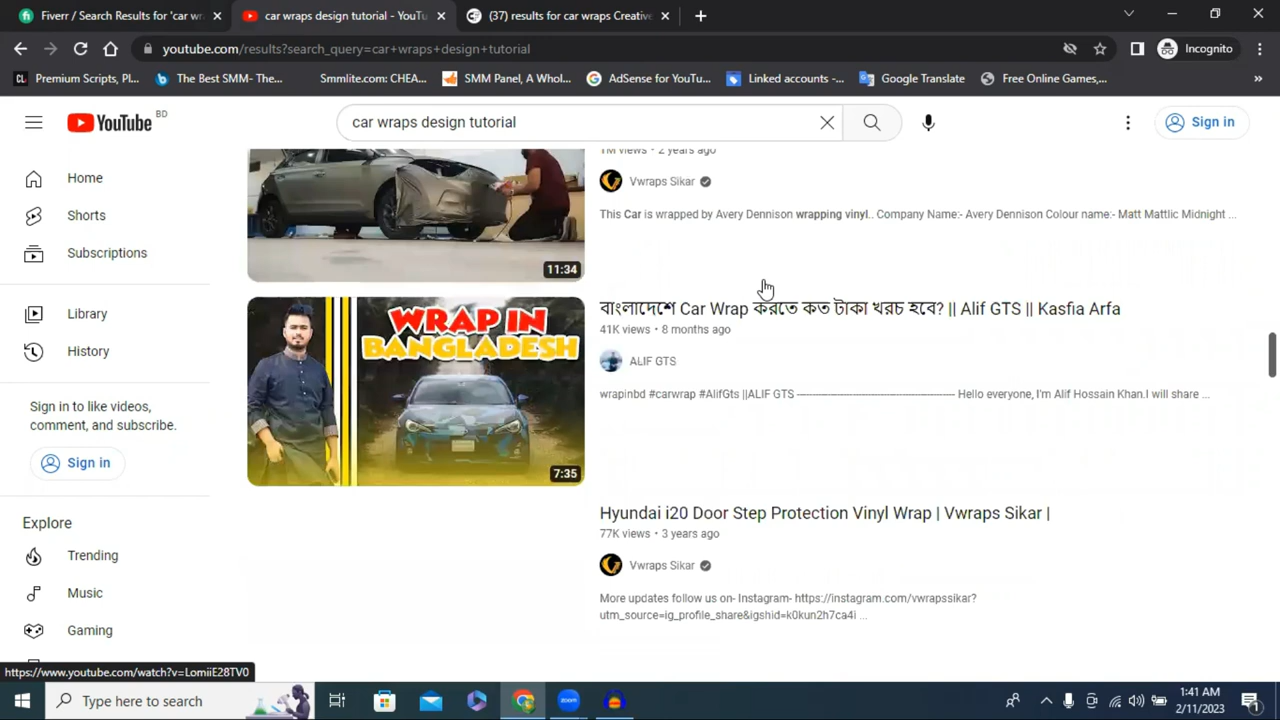 Fiverr / Search Results for 'car wr
car wraps design tutorial - YouTu
(37) results for car wraps Creative
youtube.com/results?search_query=car+wraps+design+tutorial
Incognito
Premium Scripts, Pl...
The Best SMM- The...
Smmlite.com: CHEA...
SMM Panel, A Whol...
AdSense for YouTu...
Linked accounts -...
Google Translate
Free Online Games,...
YouTube BD
car wraps design tutorial
Sign in
Home
Shorts
Subscriptions
Library
History
Sign in to like videos,
comment, and subscribe.
Sign in
Explore
Trending
Music
Gaming
1M views • 2 years ago
Vwraps Sikar
This Car is wrapped by Avery Dennison wrapping vinyl.. Company Name:- Avery Dennison Colour name:- Matt Mattlic Midnight ...
11:34
WRAP IN
BANGLADESH
7:35
বাংলাদেশে Car Wrap করতে কত টাকা খরচ হবে? || Alif GTS || Kasfia Arfa
41K views • 8 months ago
ALIF GTS
wrapinbd #carwrap #AlifGts ||ALIF GTS ---------------------------------------------------- Hello everyone, I'm Alif Hossain Khan.I will share ...
Hyundai i20 Door Step Protection Vinyl Wrap | Vwraps Sikar |
77K views • 3 years ago
Vwraps Sikar
More updates follow us on- Instagram- https://instagram.com/vwrapssikar?
utm_source=ig_profile_share&igshid=k0kun2h7ca4i ...
https://www.youtube.com/watch?v=LomiiE28TV0
Type here to search
zoom
1:41 AM
2/11/2023